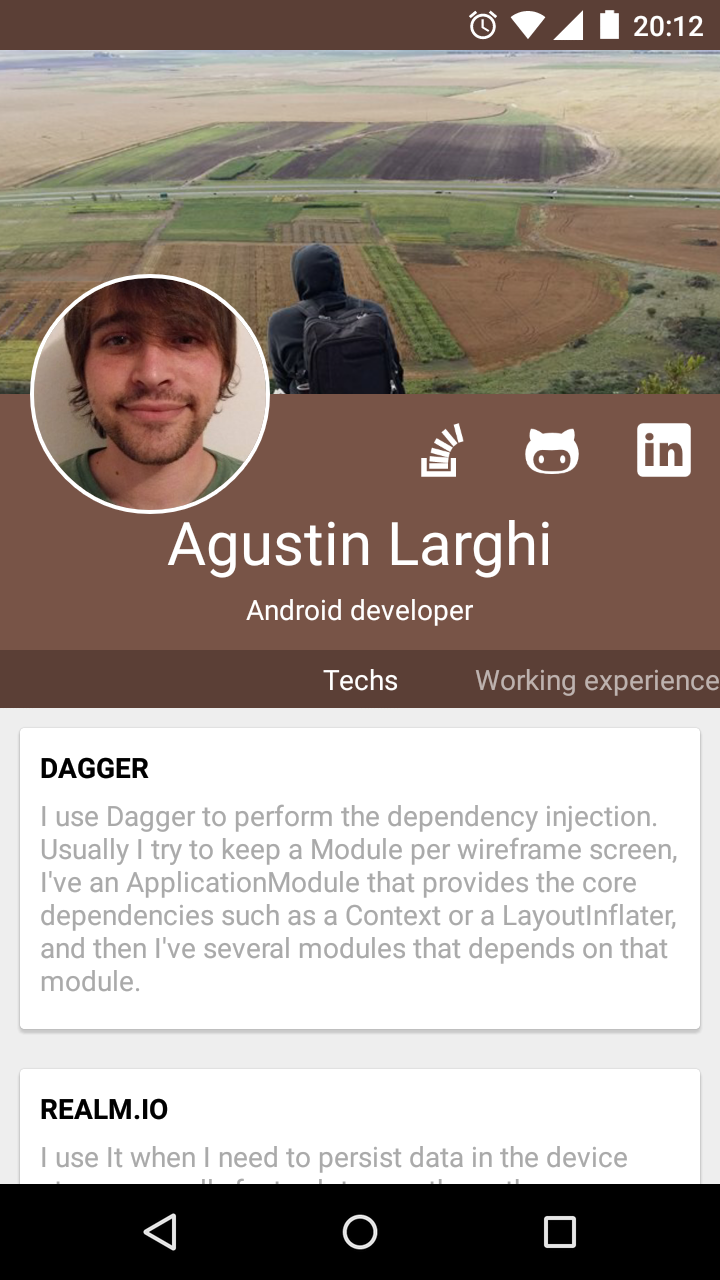 20:12
in
Agustin Larghi
Android developer
Techs Working experience
DAGGER
I use Dagger to perform the dependency injection.
Usually I try to keep a Module per wireframe screen,
I've an ApplicationModule that provides the core
dependencies such as a Context or a LayoutInflater,
and then I've several modules that depends on that
module.
REALM.IO
I use It when I need to persist data in the device